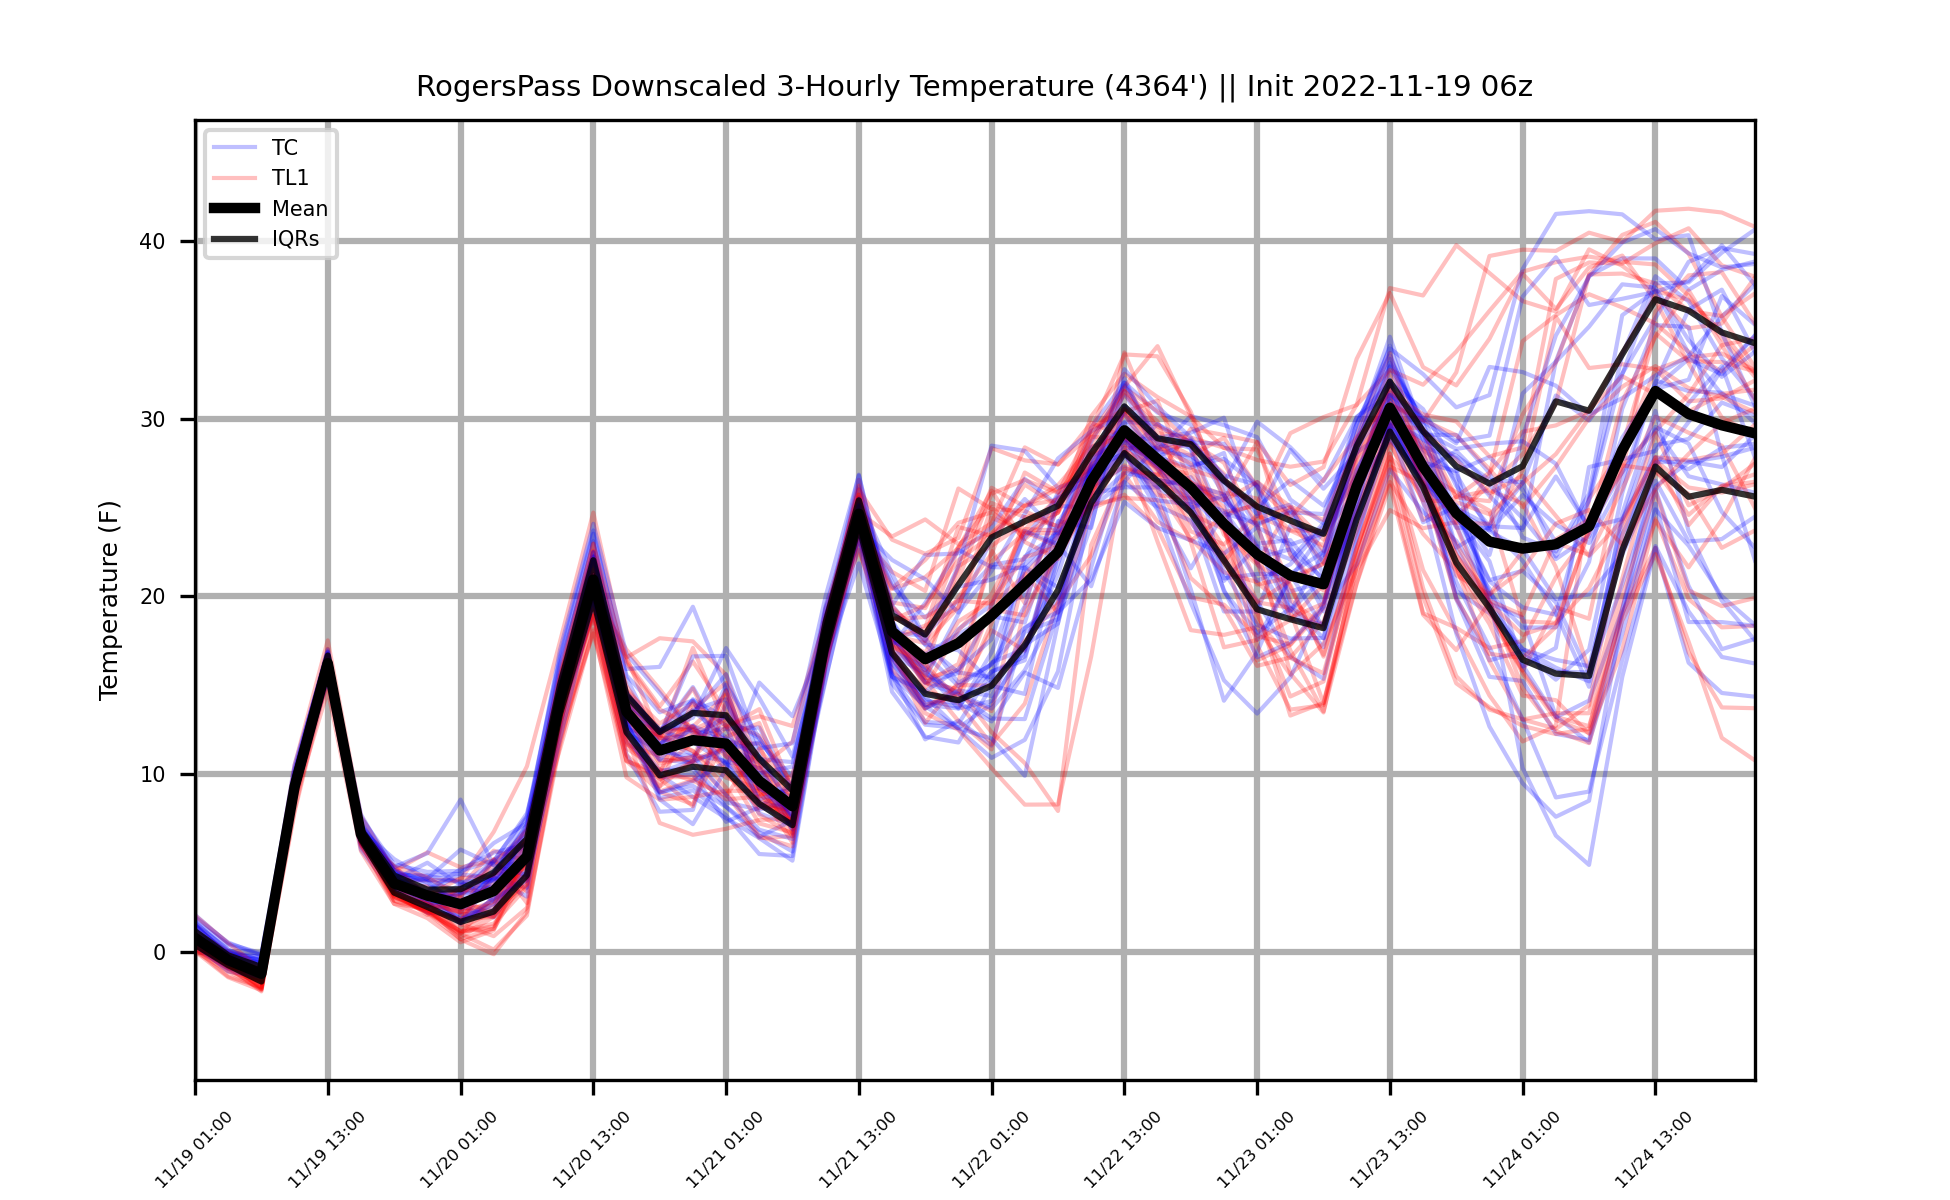 RogersPass Downscaled 3-Hourly Temperature (4364') || Init 2022-11-19 06z
TC
TL1
Mean
IQRs
Temperature (F)
40
30
20
10
0
11/19 01:00
11/19 13:00
11/20 01:00
11/20 13:00
11/21 01:00
11/21 13:00
11/22 01:00
11/22 13:00
11/23 01:00
11/23 13:00
11/24 01:00
11/24 13:00